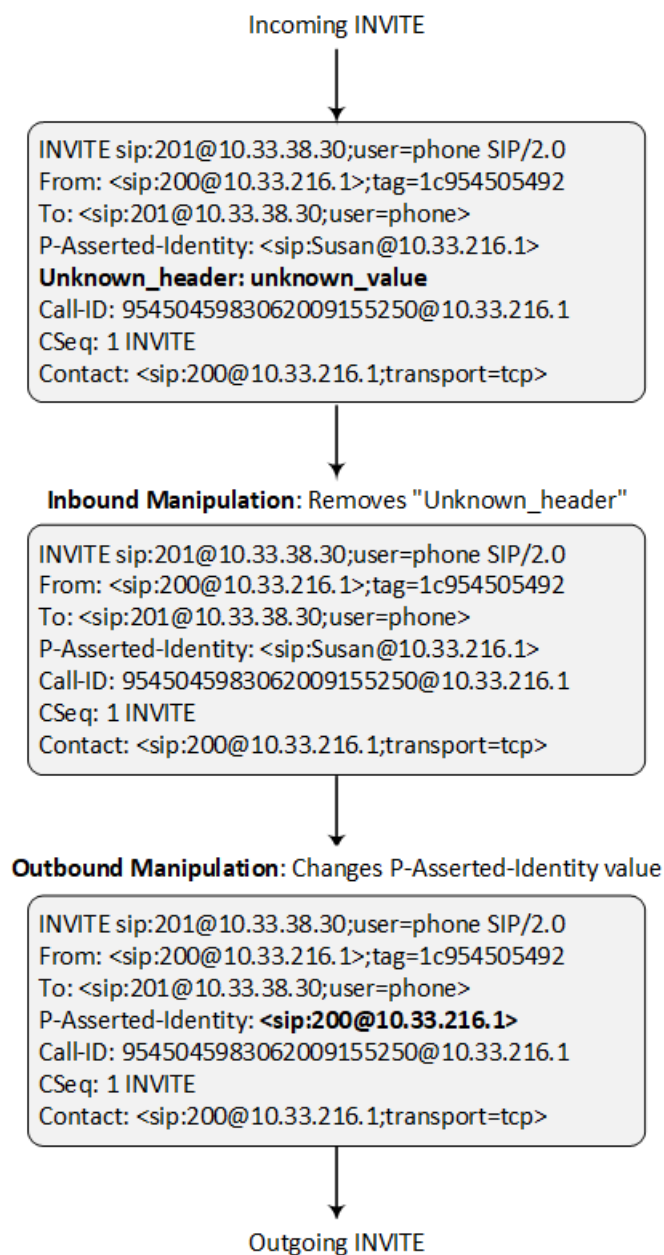 Incoming INVITE
INVITE sip:201@10.33.38.30;user=phone SIP/2.0
From: <sip:200@10.33.216.1>;tag=1c954505492
To: <sip:201@10.33.38.30;user=phone>
P-Asserted-Identity: <sip:Susan@10.33.216.1>
Unknown_header: unknown_value
Call-ID: 9545045983062009155250@10.33.216.1
CSeq: 1 INVITE
Contact: <sip:200@10.33.216.1;transport=tcp>
Inbound Manipulation: Removes "Unknown_header"
INVITE sip:201@10.33.38.30;user=phone SIP/2.0
From: <sip:200@10.33.216.1>;tag=1c954505492
To: <sip:201@10.33.38.30;user=phone>
P-Asserted-Identity: <sip:Susan@10.33.216.1>
Call-ID: 9545045983062009155250@10.33.216.1
CSeq: 1 INVITE
Contact: <sip:200@10.33.216.1;transport=tcp>
Outbound Manipulation: Changes P-Asserted-Identity value
INVITE sip:201@10.33.38.30;user=phone SIP/2.0
From: <sip:200@10.33.216.1>;tag=1c954505492
To: <sip:201@10.33.38.30;user=phone>
P-Asserted-Identity: <sip:200@10.33.216.1>
Call-ID: 9545045983062009155250@10.33.216.1
CSeq: 1 INVITE
Contact: <sip:200@10.33.216.1;transport=tcp>
Outgoing INVITE